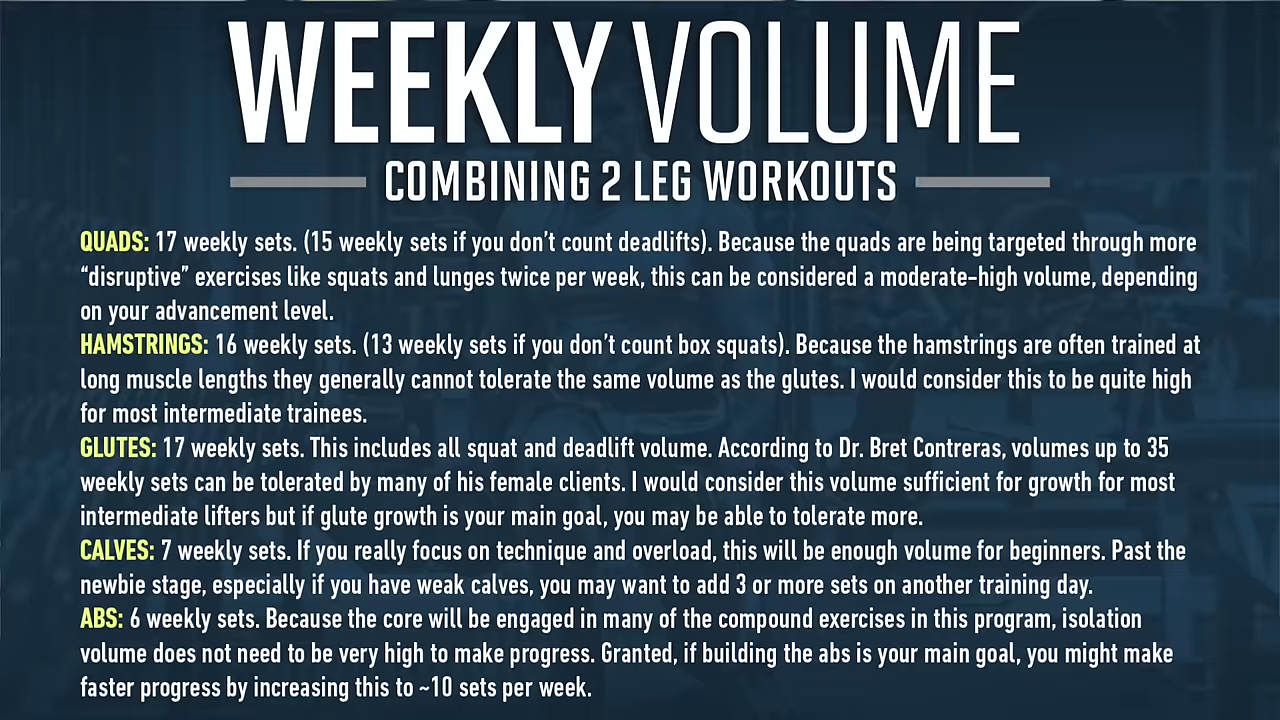 WEEKLY VOLUME
COMBINING 2 LEG WORKOUTS
QUADS: 17 weekly sets. (15 weekly sets if you don’t count deadlifts). Because the quads are being targeted through more
“disruptive” exercises like squats and lunges twice per week, this can be considered a moderate-high volume, depending
on your advancement level.
HAMSTRINGS: 16 weekly sets. (13 weekly sets if you don’t count box squats). Because the hamstrings are often trained at
long muscle lengths they generally cannot tolerate the same volume as the glutes. I would consider this to be quite high
for most intermediate trainees.
GLUTES: 17 weekly sets. This includes all squat and deadlift volume. According to Dr. Bret Contreras, volumes up to 35
weekly sets can be tolerated by many of his female clients. I would consider this volume sufficient for growth for most
intermediate lifters but if glute growth is your main goal, you may be able to tolerate more.
CALVES: 7 weekly sets. If you really focus on technique and overload, this will be enough volume for beginners. Past the
newbie stage, especially if you have weak calves, you may want to add 3 or more sets on another training day.
ABS: 6 weekly sets. Because the core will be engaged in many of the compound exercises in this program, isolation
volume does not need to be very high to make progress. Granted, if building the abs is your main goal, you might make
faster progress by increasing this to ~10 sets per week.